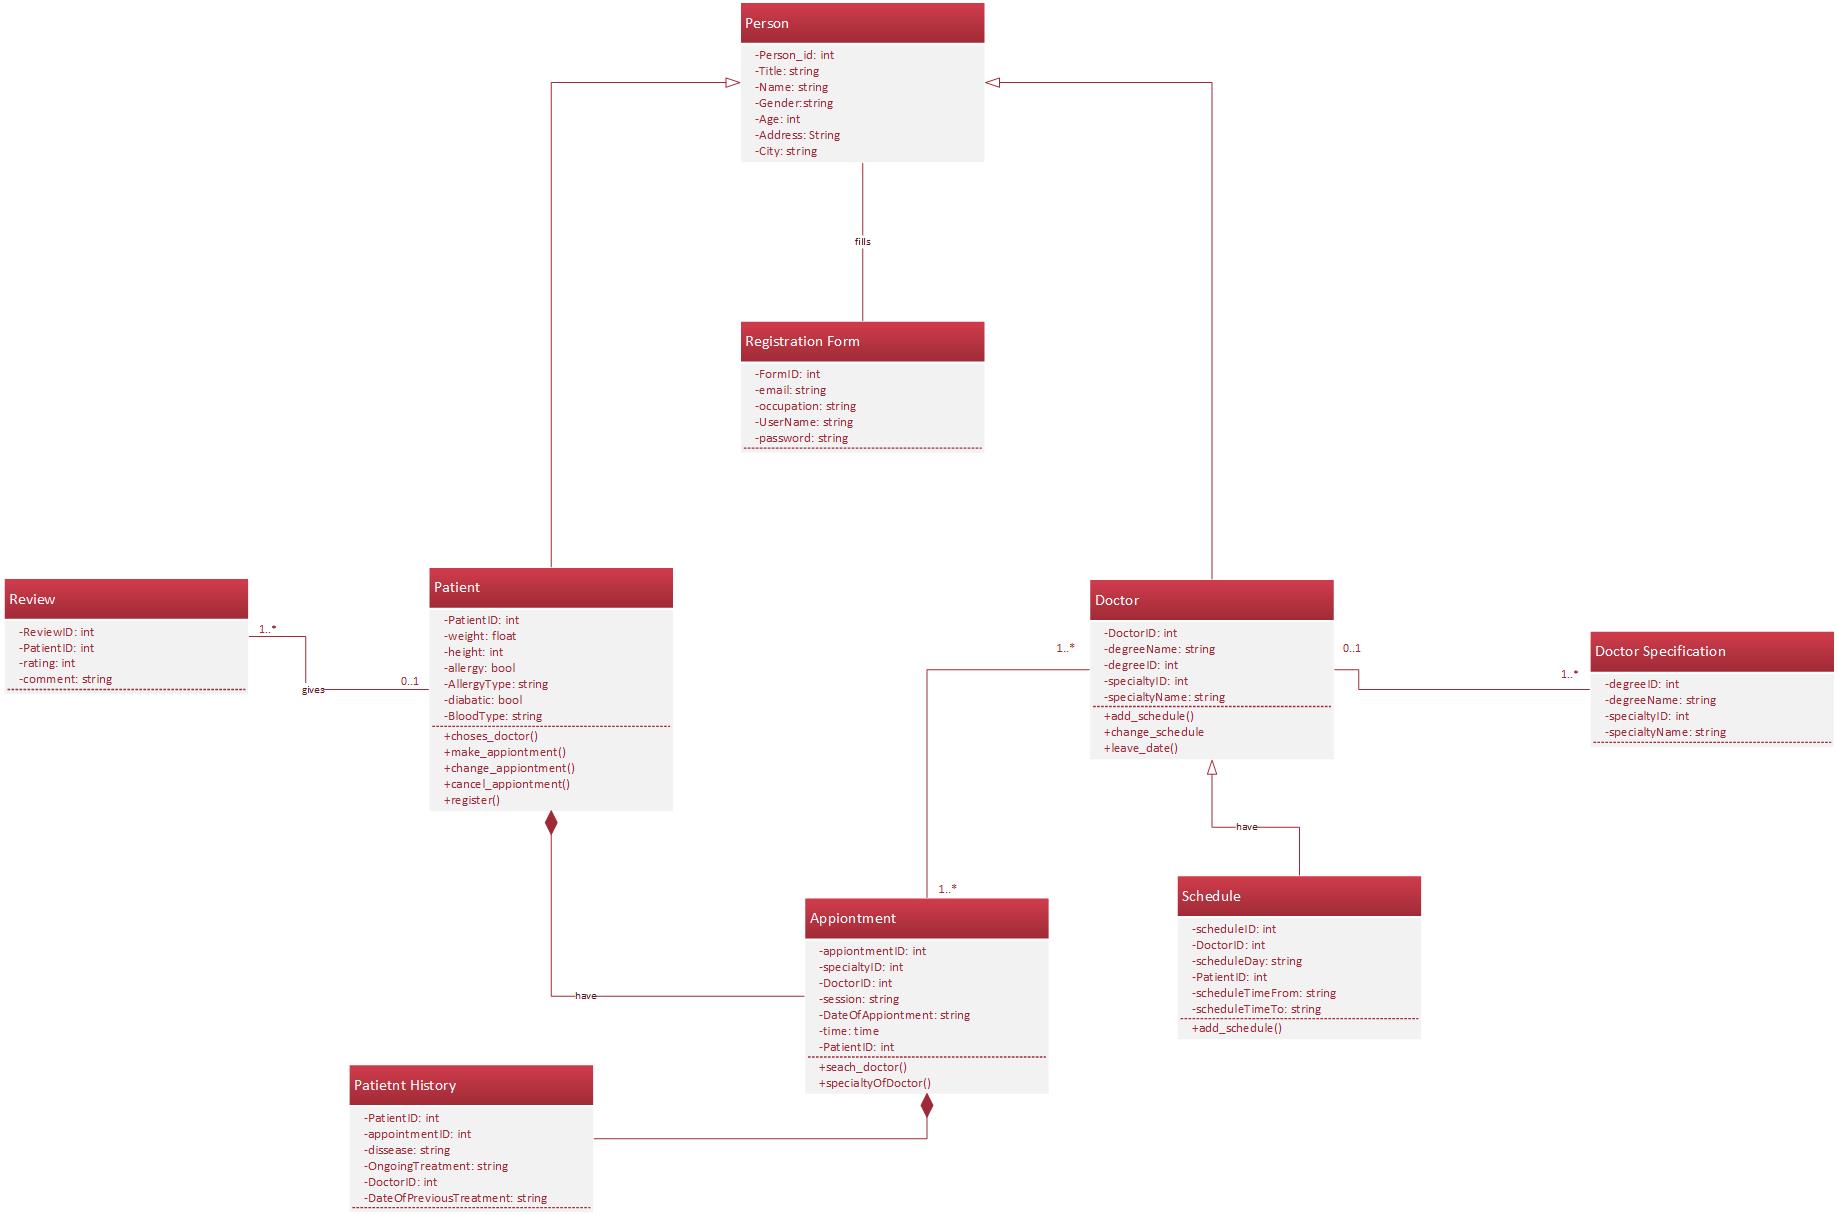 Person
-Person_id: int
-Title: string
-Name: string
-Gender:string
-Age: int
-Address: String
-City: string
fills
Registration Form
-FormID: int
-email: string
-occupation: string
-UserName: string
-password: string
Review
-ReviewID: int
-PatientID: int
-rating: int
-comment: string
1..*
gives
0..1
Patient
-PatientID: int
-weight: float
-height: int
-allergy: bool
-AllergyType: string
-diabatic: bool
-BloodType: string
+choses_doctor()
+make_appiontment()
+change_appiontment()
+cancel_appiontment()
+register()
have
1..*
Doctor
-DoctorID: int
-degreeName: string
-degreeID: int
-specialtyID: int
-specialtyName: string
+add_schedule()
+change_schedule
+leave_date()
0..1
1..*
Doctor Specification
-degreeID: int
-degreeName: string
-specialtyID: int
-specialtyName: string
have
1..*
Appiontment
-appiontmentID: int
-specialtyID: int
-DoctorID: int
-session: string
-DateOfAppiontment: string
-time: time
-PatientID: int
+seach_doctor()
+specialtyOfDoctor()
Schedule
-scheduleID: int
-DoctorID: int
-scheduleDay: string
-PatientID: int
-scheduleTimeFrom: string
-scheduleTimeTo: string
+add_schedule()
Patietnt History
-PatientID: int
-appointmentID: int
-dissease: string
-OngoingTreatment: string
-DoctorID: int
-DateOfPreviousTreatment: string